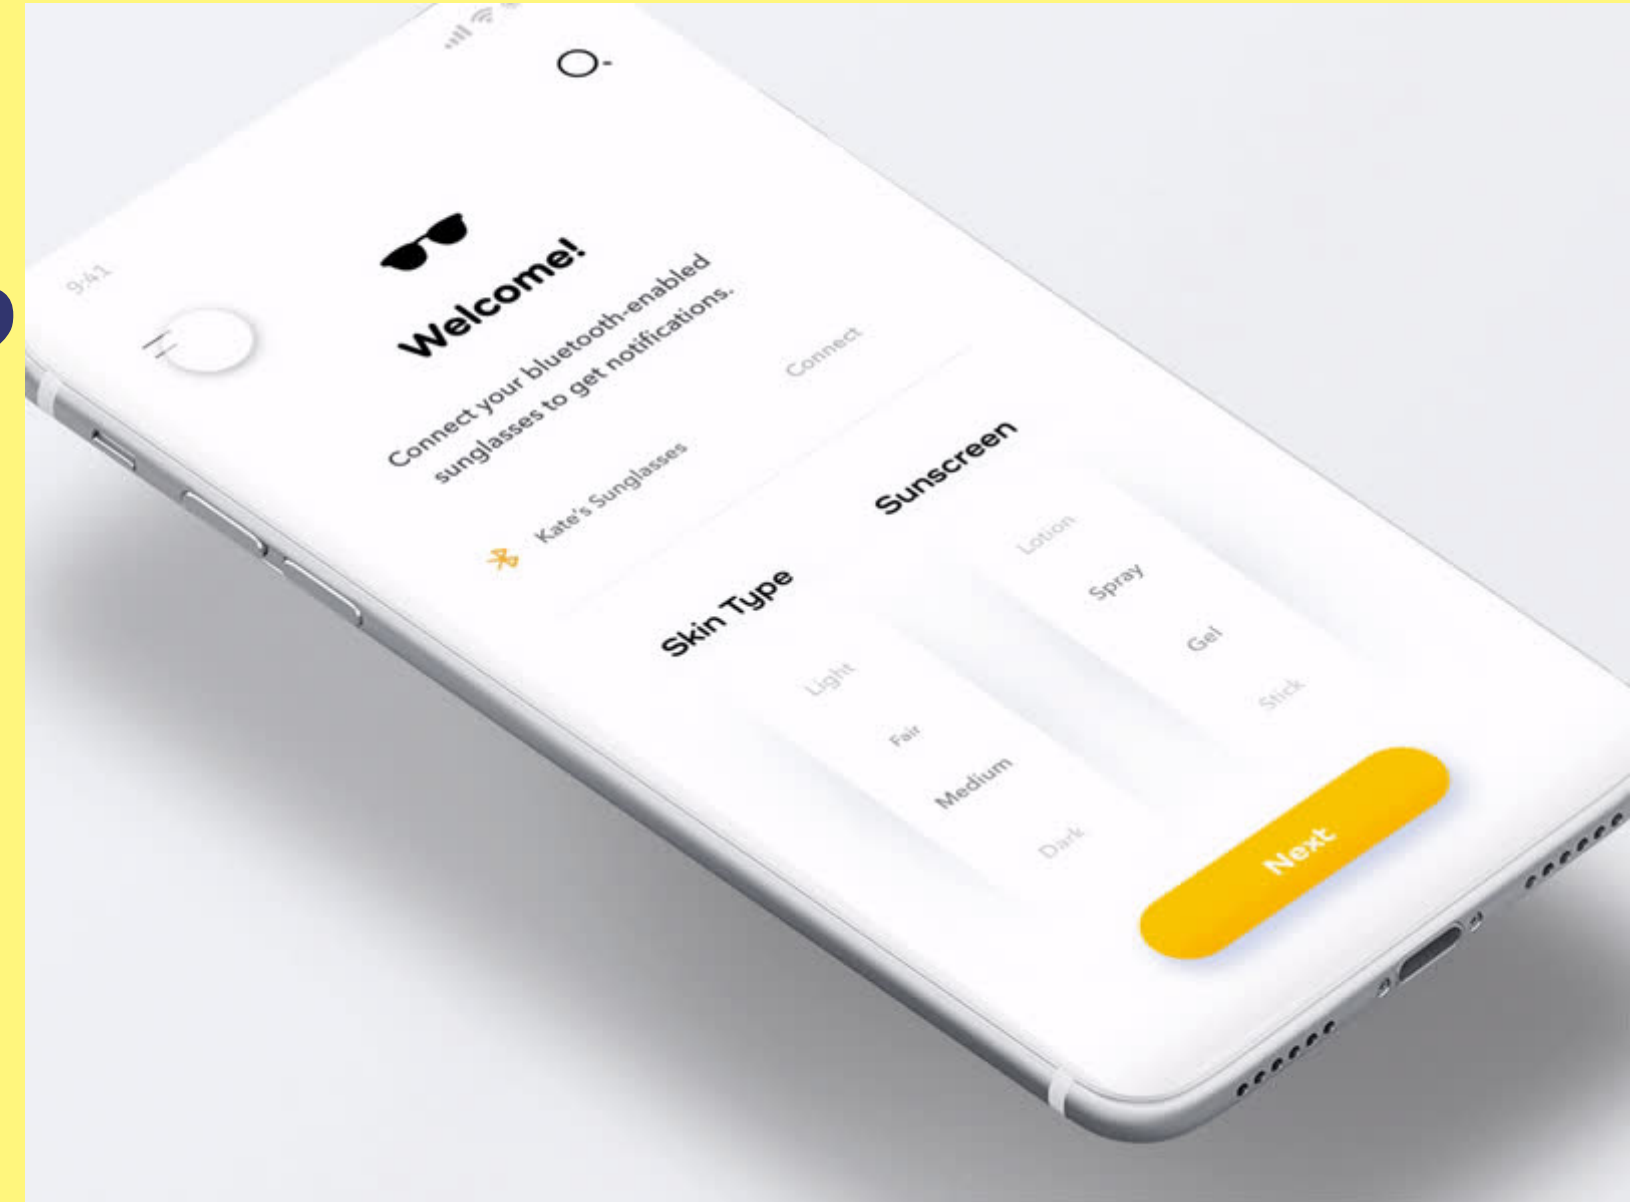 9:41
Welcome!
Connect your bluetooth-enabled
sunglasses to get notifications.
Kate's Sunglasses
Connect
Skin Type
Light
Fair
Medium
Dark
Sunscreen
Lotion
Spray
Gel
Stick
Next